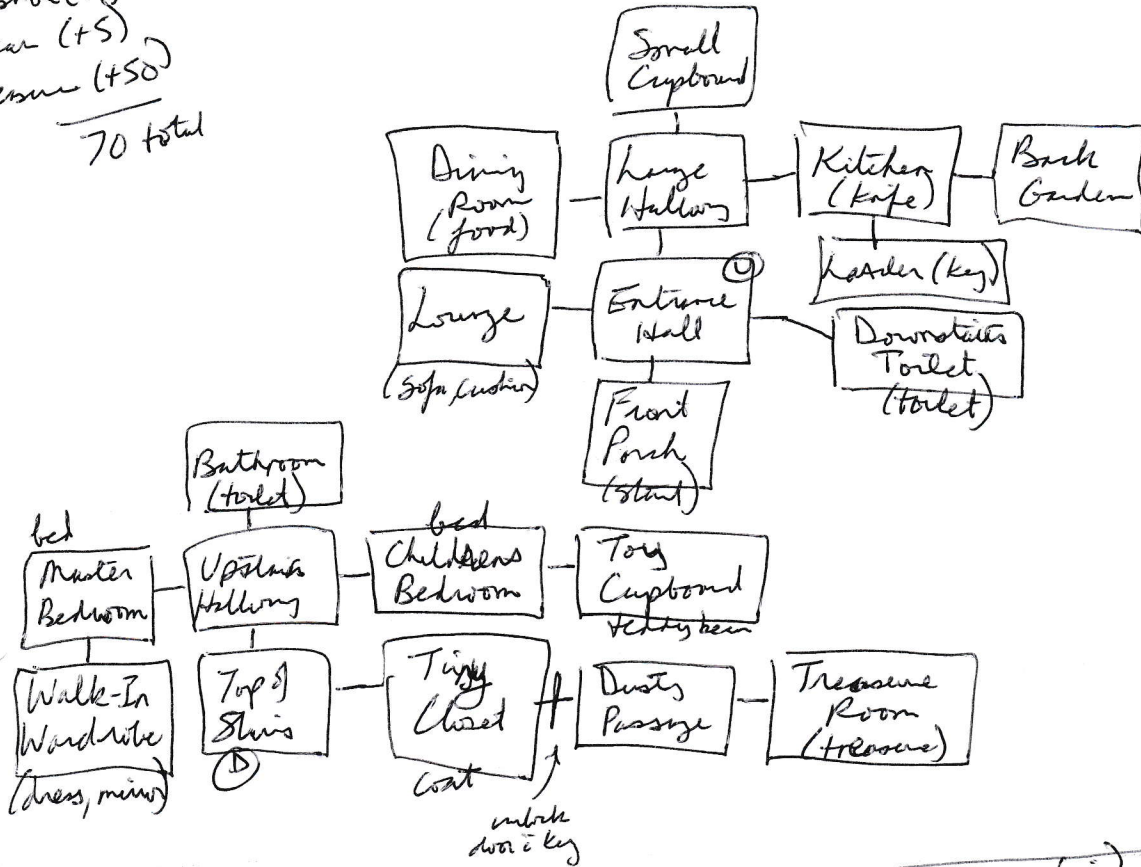 (+5)
(+50)
70 total
Small
Cupboard
Dining
Room
(food)
Large
Hallway
Kitchen
(knife)
Back
Garden
Larder (key)
Lounge
(sofa, cushion)
Entrance
Hall
U
Downstairs
Toilet
(toilet)
Front
Porch
(start)
Bathroom
(toilet)
bed
Master
Bedroom
Upstairs
Hallway
bed
Childrens
Bedroom
Toy
Cupboard
teddy bear
Walk-In
Wardrobe
(dress, mirror)
Top of
Stairs
D
Tiny
Closet
coat
Dusty
Passage
Treasure
Room
(treasure)
unlock
door c key